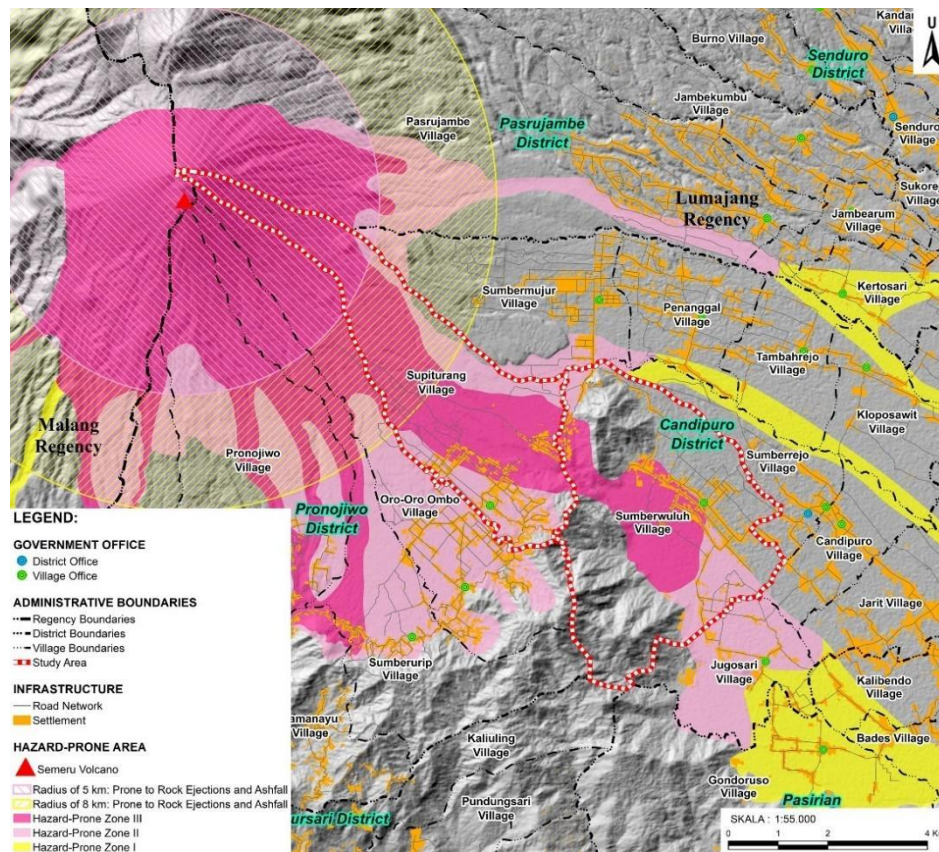 Burno Village
Senduro
District
U
Jambekumbu
Village
Pasrujambe
Village
Pasrujambe
District
Senduro
Village
Lumajang
Regency
Jambearum
Village
Sumbermujur
Village
Penanggal
Village
Kertosari
Village
Tambahrejo
Village
Supiturang
Village
Kloposawit
Village
Candipuro
District
Malang
Regency
Pronojiwo
Village
Sumberrejo
Village
Oro-Oro Ombo
Village
Pronojiwo
District
Sumberwuluh
Village
Candipuro
Village
Jarit Village
Sumberurip
Village
Jugosari
Village
Kalibendo
Village
Kaliuling
Village
Bades Village
Gondoruso
Village
Pundungsari
Village
Pasirian
LEGEND:
GOVERNMENT OFFICE
District Office
Village Office
ADMINISTRATIVE BOUNDARIES
Regency Boundaries
District Boundaries
Village Boundaries
Study Area
INFRASTRUCTURE
Road Network
Settlement
HAZARD-PRONE AREA
Semeru Volcano
Radius of 5 km: Prone to Rock Ejections and Ashfall
Radius of 8 km: Prone to Rock Ejections and Ashfall
Hazard-Prone Zone III
Hazard-Prone Zone II
Hazard-Prone Zone I
SKALA : 1:55.000
0 1 2 4